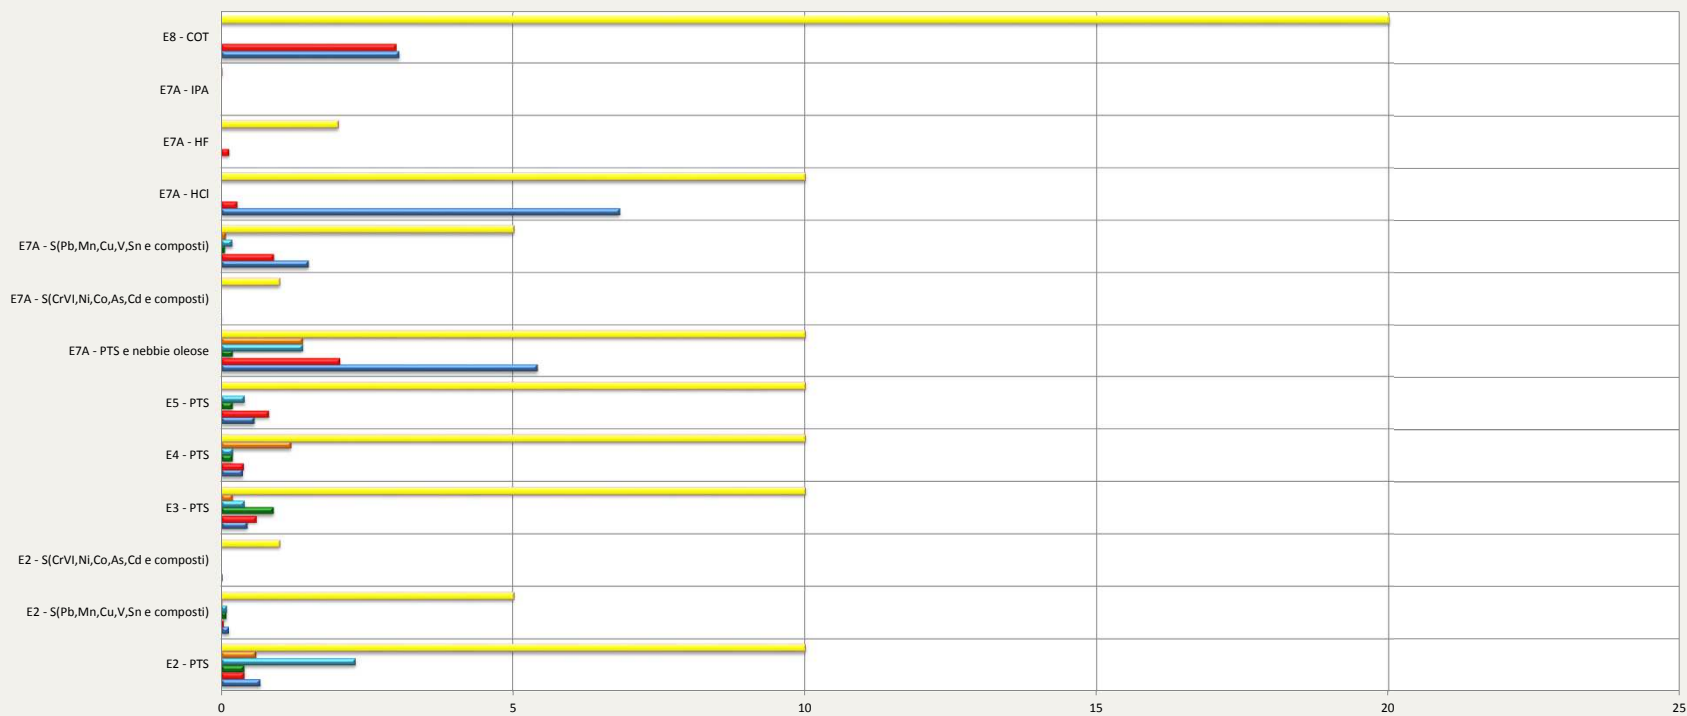 E8 - COT
E7A - IPA
E7A - HF
E7A - HCl
E7A - S(Pb,Mn,Cu,V,Sn e composti)
E7A - S(CrVI,Ni,Co,As,Cd e composti)
E7A - PTS e nebbie oleose
E5 - PTS
E4 - PTS
E3 - PTS
E2 - S(CrVI,Ni,Co,As,Cd e composti)
E2 - S(Pb,Mn,Cu,V,Sn e composti)
E2 - PTS
0 5 10 15 20 25